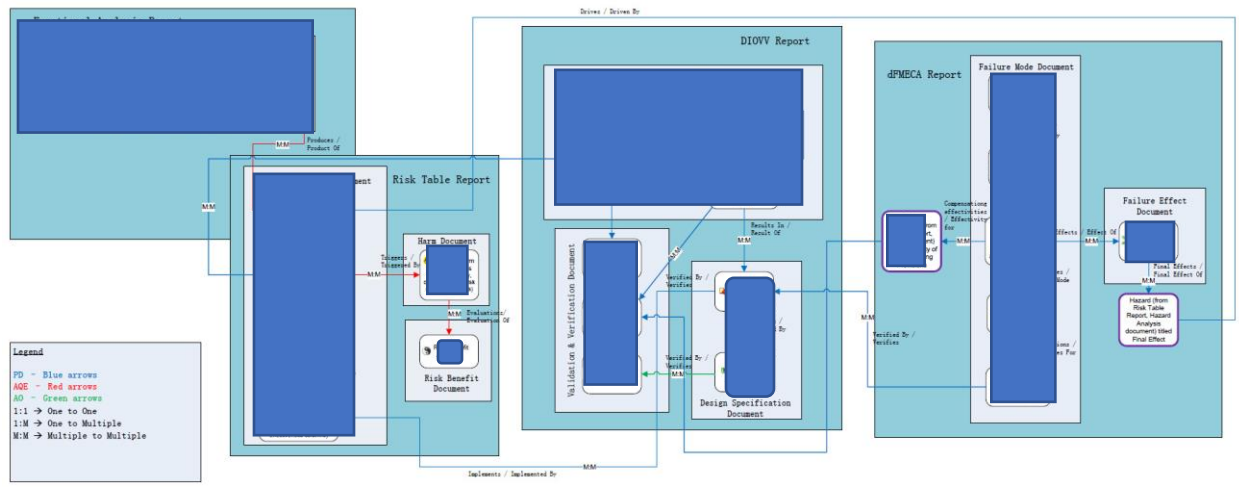 Drives / Driven By
DIOVV Report
dFMECA Report
Failure Mode Document
Produces /
Product Of
M:M
Risk Table Report
M:M
Harm Document
Triggers /
Triggered By
M:M
M:M
Evaluations/
Evaluation Of
Risk Benefit
Document
Results In /
Result Of
M:M
M:M
Validation & Verification Document
Verified By /
Verifies
Verified By /
Verifies
M:M
Design Specification
Document
Compensationg
effectivities
/ Effectivity
for
M:M
Effects / Effect Of
M:M
Failure Effect
Document
Final Effects /
Final Effect Of
M:M
Hazard (from
Risk Table
Report, Hazard
Analysis
document) titled
Final Effect
M:M
Verified By /
Verifies
Implements / Implemented By
M:M
Legend
PD - Blue arrows
AQE - Red arrows
AO - Green arrows
1:1 → One to One
1:M → One to Multiple
M:M → Multiple to Multiple